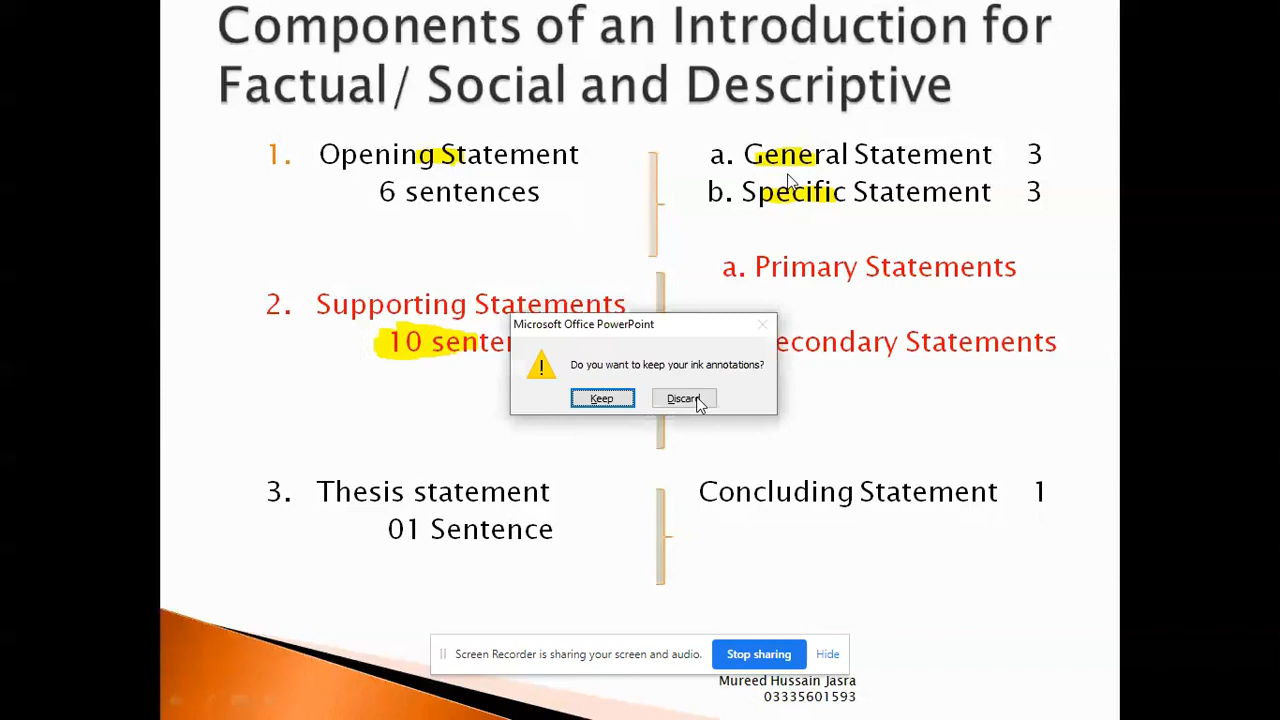 Components of an Introduction for
Factual/ Social and Descriptive
1. Opening Statement
6 sentences
a. General Statement 3
b. Specific Statement 3
a. Primary Statements
2. Supporting Statements
10 senten
econdary Statements
Microsoft Office PowerPoint
Do you want to keep your ink annotations?
Keep
Discard
3. Thesis statement
01 Sentence
Concluding Statement 1
Screen Recorder is sharing your screen and audio.
Stop sharing
Hide
Mureed Hussain Jasra
03335601593